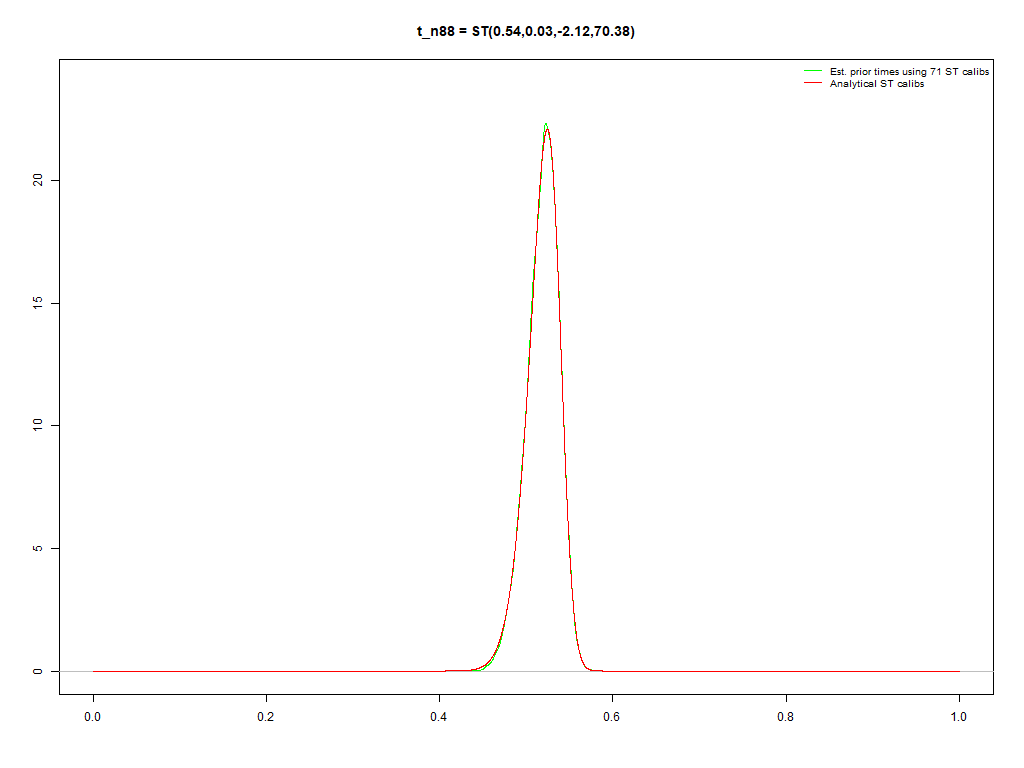 t_n88 = ST(0.54,0.03,-2.12,70.38)
Est. prior times using 71 ST calibs
Analytical ST calibs
20
15
10
5
0
0.0 0.2 0.4 0.6 0.8 1.0